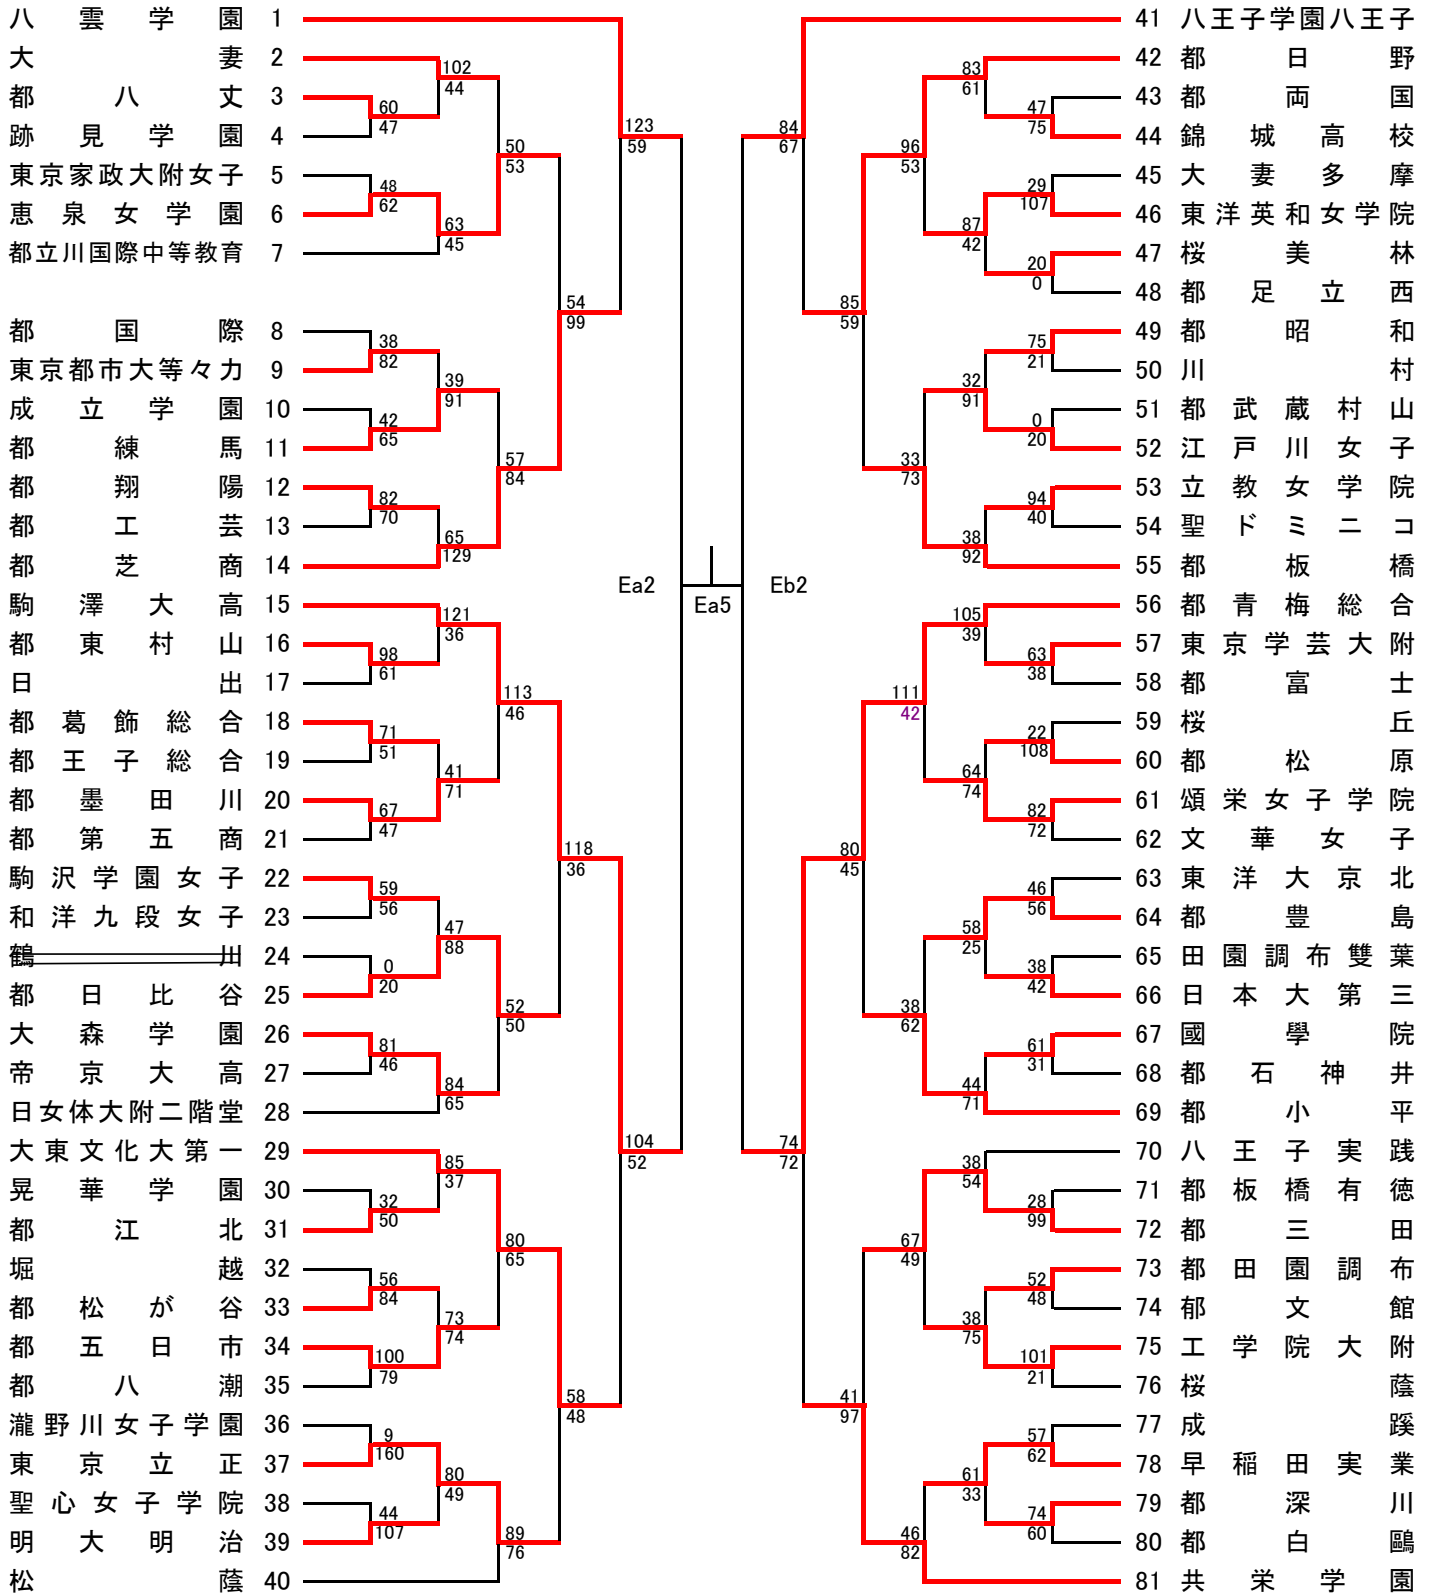 八雲学園 1
大妻 2
都八丈 3
跡見学園 4
東京家政大附女子 5
恵泉女学園 6
都立川国際中等教育 7
都国際 8
東京都市大等々力 9
成立学園 10
都練馬 11
都翔陽 12
都工芸 13
都芝商 14
駒澤大高 15
都東村山 16
日出 17
都葛飾総合 18
都王子総合 19
都墨田川 20
都第五商 21
駒沢学園女子 22
和洋九段女子 23
鶴川 24
都日比谷 25
大森学園 26
帝京大高 27
日女体大附二階堂 28
大東文化大第一 29
晃華学園 30
都江北 31
堀越 32
都松が谷 33
都五日市 34
都八潮 35
瀧野川女子学園 36
東京立正 37
聖心女子学院 38
明大明治 39
松蔭 40
60
47
48
62
38
82
42
65
82
70
98
61
71
51
67
47
59
56
0
20
81
46
32
50
56
84
100
79
9
160
44
107
102
44
63
45
39
91
65
129
121
36
41
71
47
88
84
65
85
37
73
74
80
49
50
53
57
84
113
46
52
50
80
65
89
76
54
99
118
36
58
48
123
59
104
52
Ea2
Ea5
Eb2
84
67
74
72
85
59
80
45
41
97
96
53
33
73
111
42
38
62
67
49
46
82
83
61
87
42
32
91
38
92
105
39
64
74
58
25
44
71
38
54
38
75
61
33
47
75
29
107
20
0
75
21
0
20
94
40
63
38
22
108
82
72
46
56
38
42
61
31
28
99
52
48
101
21
57
62
74
60
41 八王子学園八王子
42 都日野
43 都両国
44 錦城高校
45 大妻多摩
46 東洋英和女学院
47 桜美林
48 都足立西
49 都昭和
50 川村
51 都武蔵村山
52 江戸川女子
53 立教女学院
54 聖ドミニコ
55 都板橋
56 都青梅総合
57 東京学芸大附
58 都富士
59 桜丘
60 都松原
61 頌栄女子学院
62 文華女子
63 東洋大京北
64 都豊島
65 田園調布雙葉
66 日本大第三
67 國學院
68 都石神井
69 都小平
70 八王子実践
71 都板橋有徳
72 都三田
73 都田園調布
74 郁文館
75 工学院大附
76 桜蔭
77 成蹊
78 早稲田実業
79 都深川
80 都白鷗
81 共栄学園